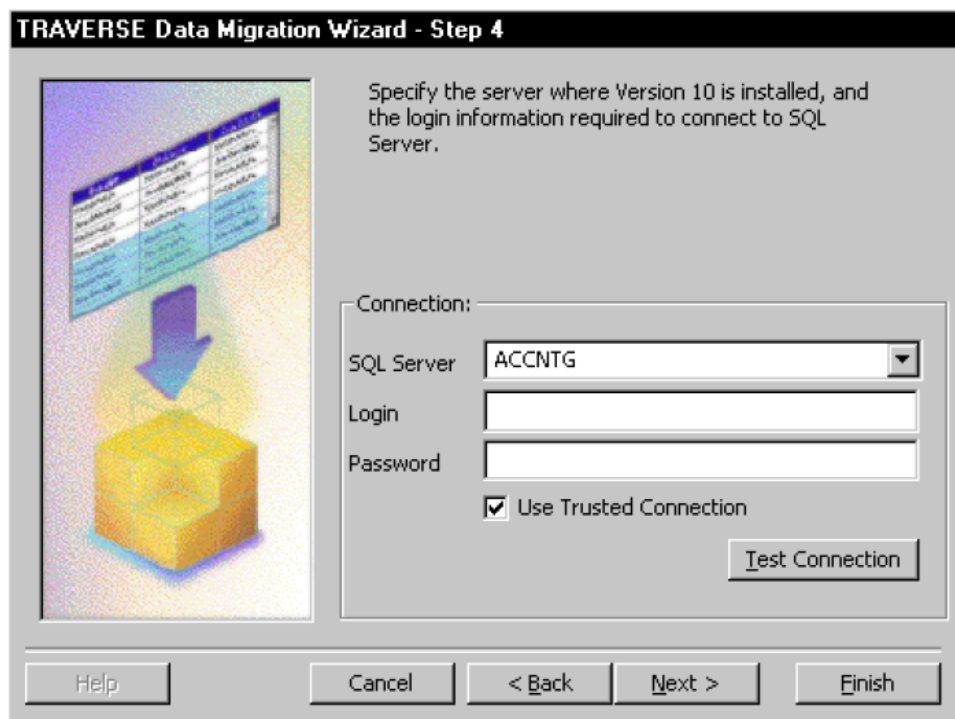 TRAVERSE Data Migration Wizard - Step 4
Specify the server where Version 10 is installed, and
the login information required to connect to SQL
Server.
Connection:
SQL Server ACCNTG
Login
Password
Use Trusted Connection
Test Connection
Help Cancel < Back Next > Finish